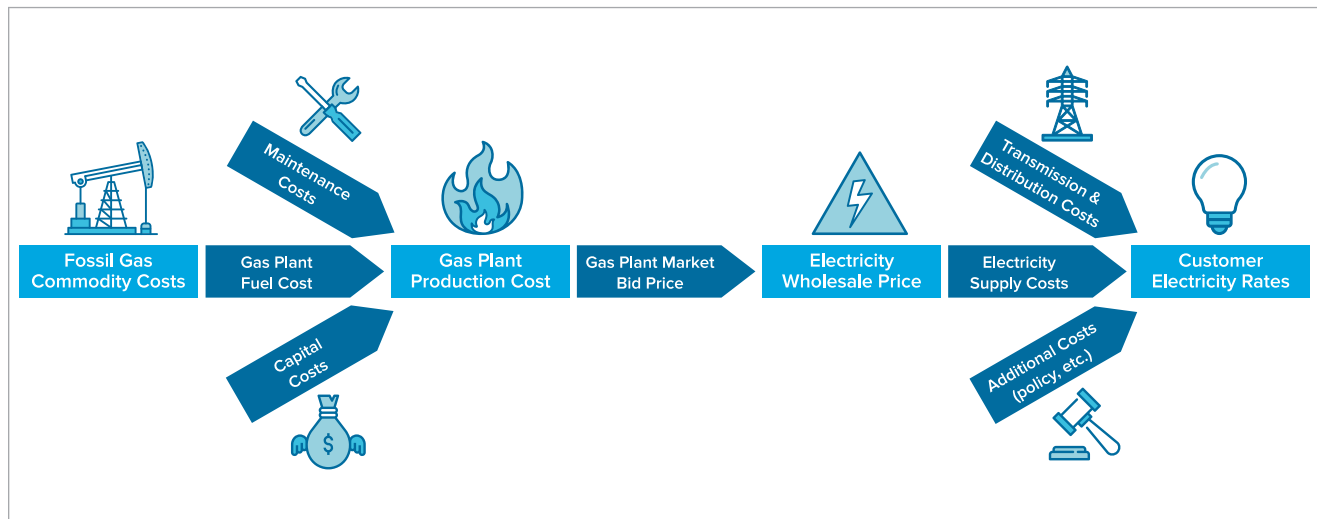 Maintenance
Costs
Transmission &
Distribution Costs
Fossil Gas
Commodity Costs
Gas Plant
Fuel Cost
Gas Plant
Production Cost
Gas Plant Market
Bid Price
Electricity
Wholesale Price
Electricity
Supply Costs
Customer
Electricity Rates
Capital
Costs
$
Additional Costs
(policy, etc.)